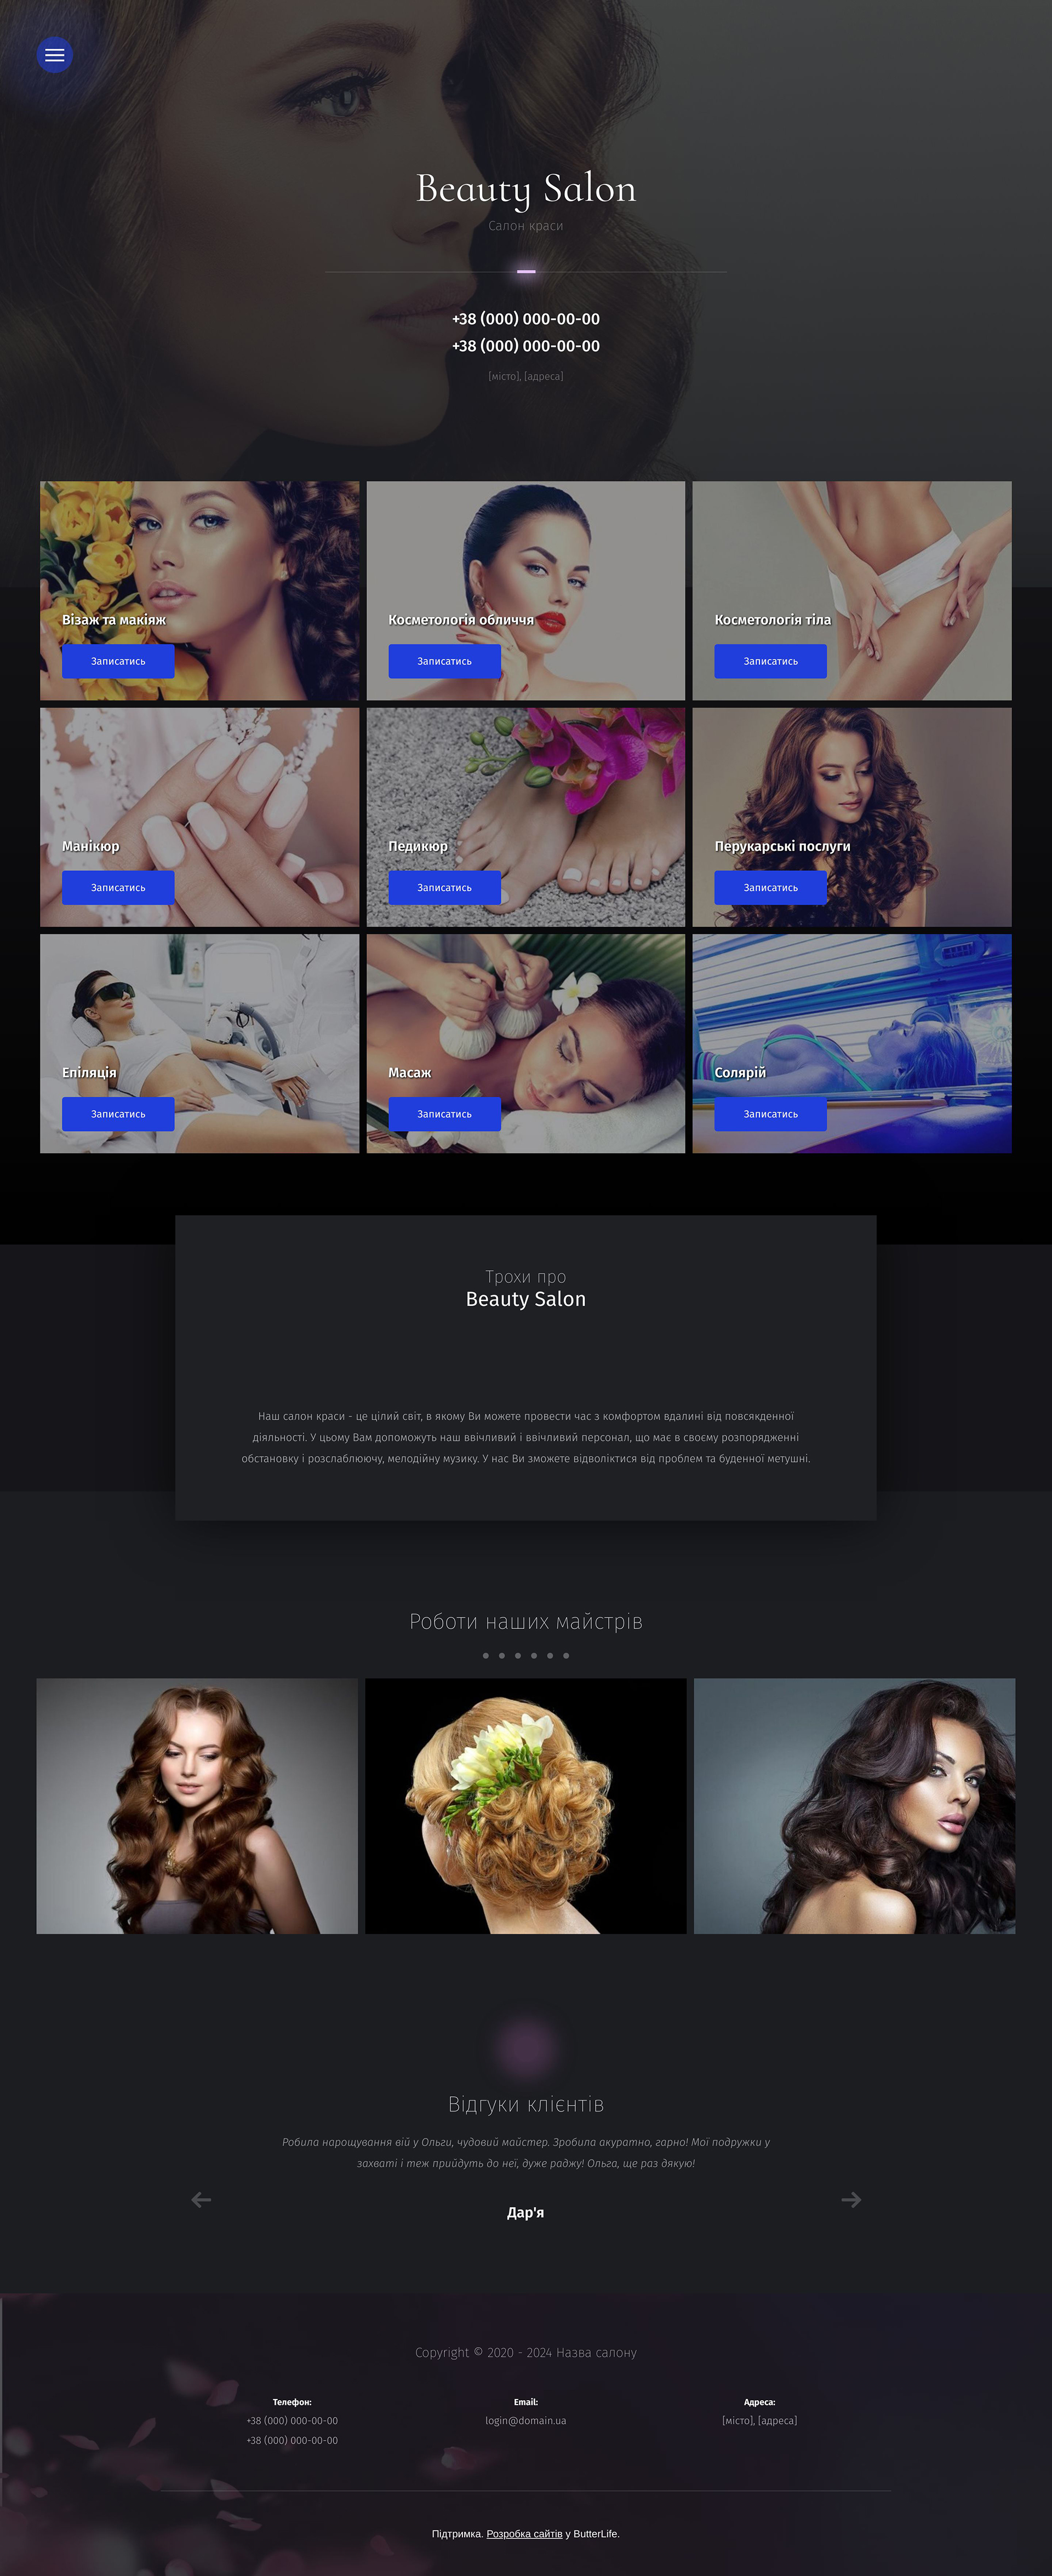 Beauty Salon
Салон краси
+38 (000) 000-00-00
+38 (000) 000-00-00
[місто], [адреса]
Візаж та макіяж
Записатись
Косметологія обличчя
Записатись
Косметологія тіла
Записатись
Манікюр
Записатись
Педикюр
Записатись
Перукарські послуги
Записатись
Епіляція
Записатись
Масаж
Записатись
Солярій
Записатись
Трохи про
Beauty Salon
Наш салон краси - це цілий світ, в якому Ви можете провести час з комфортом вдалині від повсякденної
діяльності. У цьому Вам допоможуть наш ввічливий і ввічливий персонал, що має в своєму розпорядженні
обстановку і розслаблюючу, мелодійну музику. У нас Ви зможете відволіктися від проблем та буденної метушні.
Роботи наших майстрів
Відгуки клієнтів
Робила нарощування вій у Ольги, чудовий майстер. Зробила акуратно, гарно! Мої подружки у
захваті і теж прийдуть до неї, дуже раджу! Ольга, ще раз дякую!
Дар'я
Copyright © 2020 - 2024 Назва салону
Телефон:
+38 (000) 000-00-00
+38 (000) 000-00-00
Email:
login@domain.ua
Адреса:
[місто], [адреса]
Підтримка. Розробка сайтів у ButterLife.